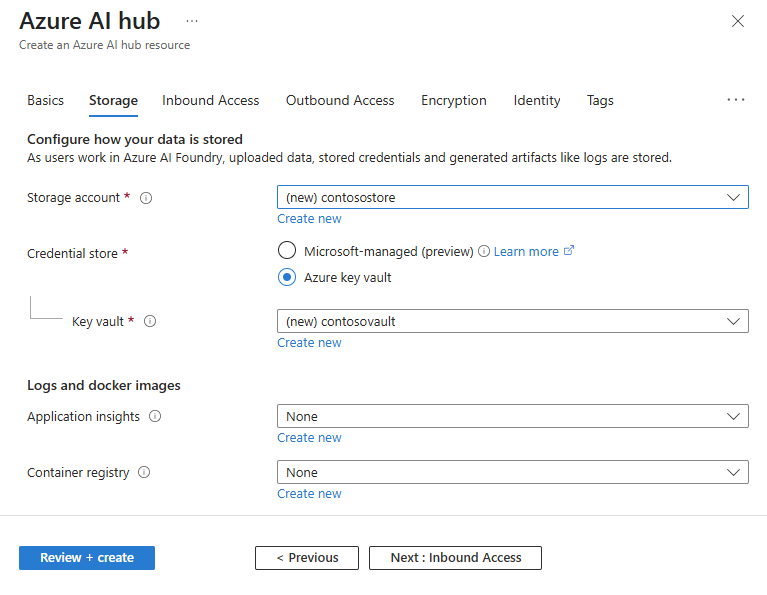 Azure AI hub ...
Create an Azure AI hub resource
Basics Storage Inbound Access Outbound Access Encryption Identity Tags ...
Configure how your data is stored
As users work in Azure AI Foundry, uploaded data, stored credentials and generated artifacts like logs are stored.
Storage account * (new) contosostore
Create new
Credential store * Microsoft-managed (preview) Learn more
Azure key vault
Key vault * (new) contosovault
Create new
Logs and docker images
Application insights None
Create new
Container registry None
Create new
Review + create < Previous Next : Inbound Access